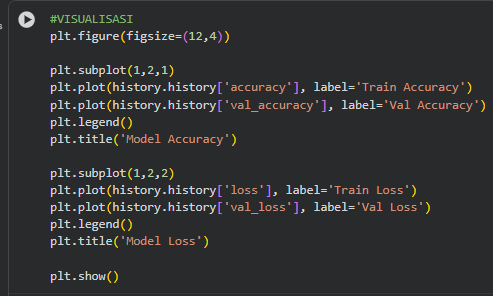 #VISUALISASI
plt.figure(figsize=(12,4))
plt.subplot(1,2,1)
plt.plot(history.history['accuracy'], label='Train Accuracy')
plt.plot(history.history['val_accuracy'], label='Val Accuracy')
plt.legend()
plt.title('Model Accuracy')
plt.subplot(1,2,2)
plt.plot(history.history['loss'], label='Train Loss')
plt.plot(history.history['val_loss'], label='Val Loss')
plt.legend()
plt.title('Model Loss')
plt.show()